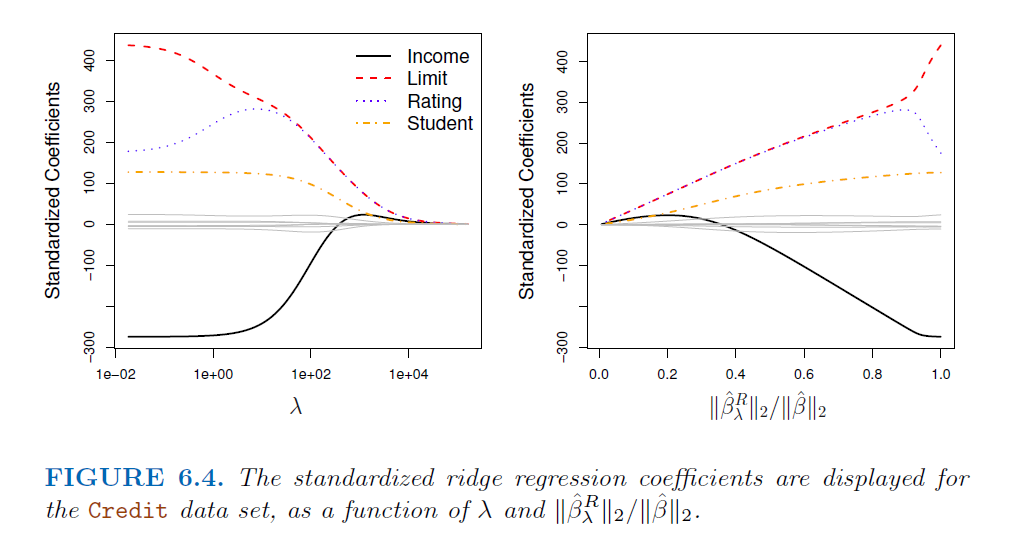 Standardized Coefficients
400
300
200
100
0
−100
−300
1e−02
1e+00
1e+02
1e+04
λ
Income
Limit
Rating
Student
Standardized Coefficients
400
300
200
100
0
−100
−300
0.0
0.2
0.4
0.6
0.8
1.0
‖β̂ᴿ_λ‖₂/‖β̂‖₂
FIGURE 6.4. The standardized ridge regression coefficients are displayed for
the Credit data set, as a function of λ and ‖β̂ᴿ_λ‖₂/‖β̂‖₂.